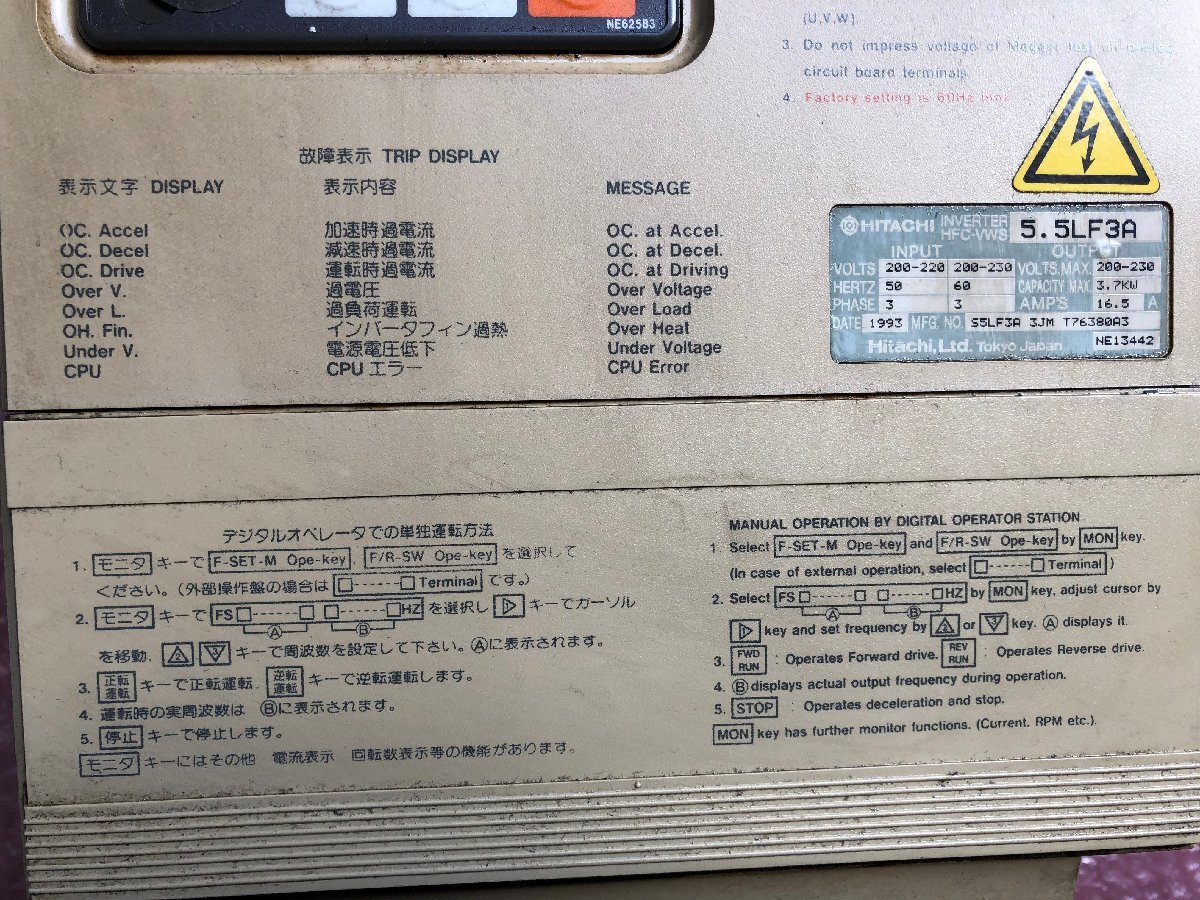 NE625B3
(U.V.W).
3. Do not impress voltage of
circuit board terminals.
4. Factory setting is 60Hz max
故障表示 TRIP DISPLAY
表示文字 DISPLAY 表示内容 MESSAGE
OC. Accel 加速時過電流 OC. at Accel.
OC. Decel 減速時過電流 OC. at Decel.
OC. Drive 運転時過電流 OC. at Driving
Over V. 過電圧 Over Voltage
Over L. 過負荷運転 Over Load
OH. Fin. インバータフィン過熱 Over Heat
Under V. 電源電圧低下 Under Voltage
CPU CPU エラー CPU Error
HITACHI INVERTER HFC-VWS 5.5LF3A
INPUT OUTPUT
VOLTS 200-220 200-230 VOLTS.MAX. 200-230
HERTZ 50 60 CAPACITY MAX. 3.7KW
PHASE 3 3 AMP'S 16.5 A
DATE 1993 MFG. NO. S5LF3A 3JM T76380A3
Hitachi, Ltd. Tokyo Japan NE13442
デジタルオペレータでの単独運転方法
1. モニタ キーで F-SET-M Ope-key, F/R-SW Ope-key を選択して
ください。(外部操作盤の場合は □------□ Terminal です。)
2. モニタ キーで FS □------□ □------□HZ を選択し ▷ キーでカーソル
Ⓐ Ⓑ
を移動, △2 ▽3 キーで周波数を設定して下さい。Ⓐに表示されます。
3. 正転運転 キーで正転運転, 逆転運転 キーで逆転運転します。
4. 運転時の実周波数は Ⓑに表示されます。
5. 停止 キーで停止します。
モニタ キーにはその他 電流表示 回転数表示等の機能があります。
MANUAL OPERATION BY DIGITAL OPERATOR STATION
1. Select F-SET-M Ope-key and F/R-SW Ope-key by MON key.
(In case of external operation, select □------□ Terminal)
2. Select FS □------□ □------□HZ by MON key, adjust cursor by
Ⓐ Ⓑ
▷ key and set frequency by △2 or ▽3 key. Ⓐ displays it.
3. FWD RUN : Operates Forward drive. REV RUN : Operates Reverse drive.
4. Ⓑ displays actual output frequency during operation.
5. STOP : Operates deceleration and stop.
MON key has further monitor functions. (Current. RPM etc.).